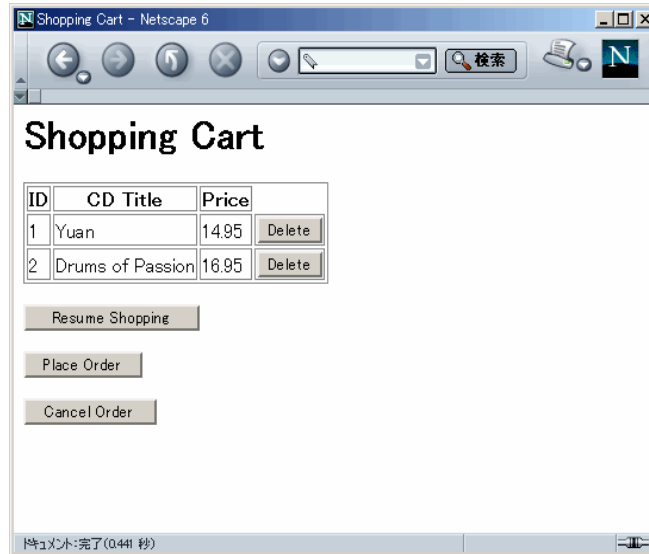 Shopping Cart - Netscape 6
検索
N
Shopping Cart
ID CD Title Price
1 Yuan 14.95 Delete
2 Drums of Passion 16.95 Delete
Resume Shopping
Place Order
Cancel Order
ドキュメント:完了(0.441 秒)